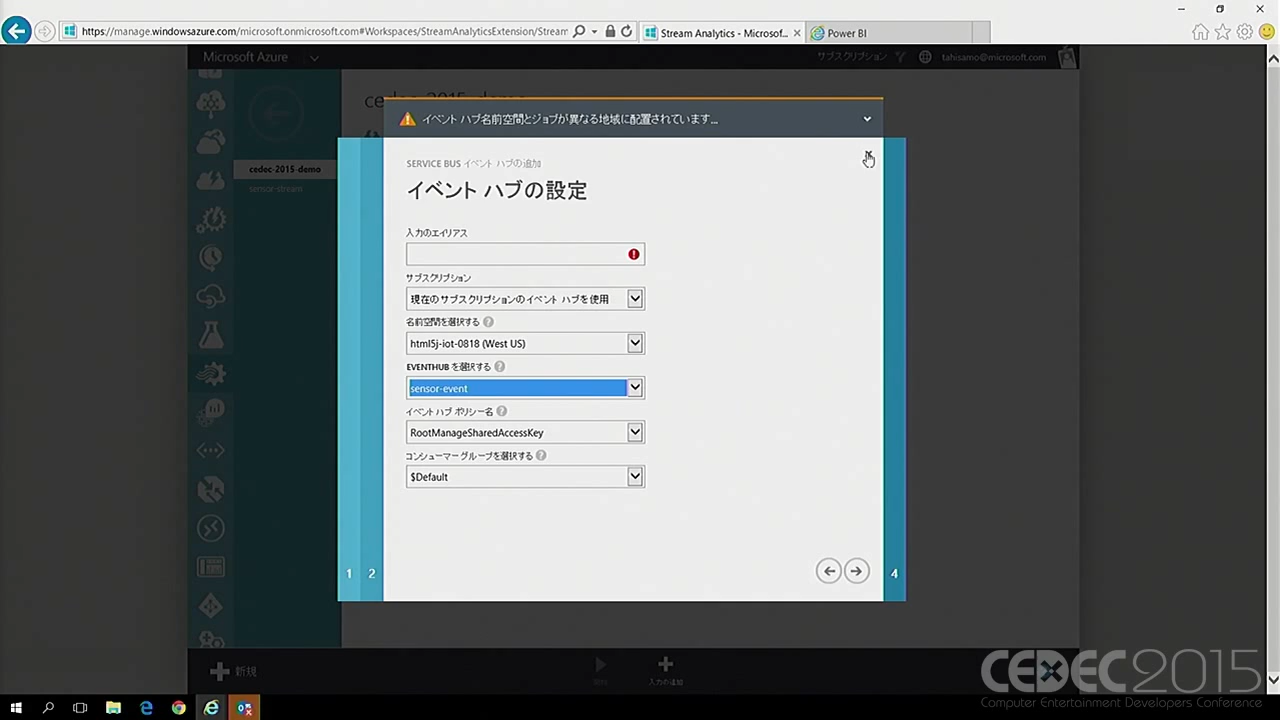 https://manage.windowsazure.com/microsoft.onmicrosoft.com#Workspaces/StreamAnalyticsExtension/Stream
Stream Analytics - Microsof...
Power BI
Microsoft Azure
サブスクリプション
tahisamo@microsoft.com
cedec-2015-demo
イベント ハブ名前空間とジョブが異なる地域に配置されています...
cedec-2015-demo
sensor-stream
SERVICE BUS イベント ハブの追加
イベント ハブの設定
入力のエイリアス
サブスクリプション
現在のサブスクリプションのイベント ハブを使用
名前空間を選択する
html5j-iot-0818 (West US)
EVENTHUB を選択する
sensor-event
イベント ハブ ポリシー名
RootManageSharedAccessKey
コンシューマー グループを選択する
$Default
1
2
4
新規
入力の追加
CEDEC2015
Computer Entertainment Developers Conference